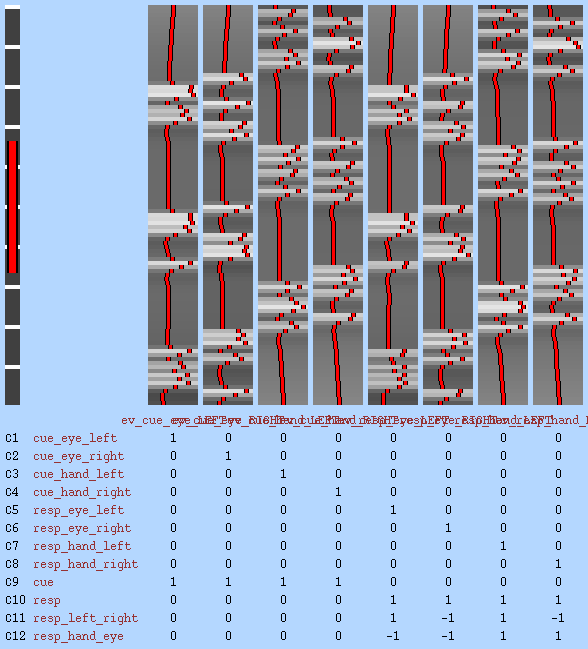 C1 cue_eye_left 1 0 0 0 0 0 0 0
C2 cue_eye_right 0 1 0 0 0 0 0 0
C3 cue_hand_left 0 0 1 0 0 0 0 0
C4 cue_hand_right 0 0 0 1 0 0 0 0
C5 resp_eye_left 0 0 0 0 1 0 0 0
C6 resp_eye_right 0 0 0 0 0 1 0 0
C7 resp_hand_left 0 0 0 0 0 0 1 0
C8 resp_hand_right 0 0 0 0 0 0 0 1
C9 cue 1 1 1 1 0 0 0 0
C10 resp 0 0 0 0 1 1 1 1
C11 resp_left_right 0 0 0 0 1 -1 1 -1
C12 resp_hand_eye 0 0 0 0 -1 -1 1 1